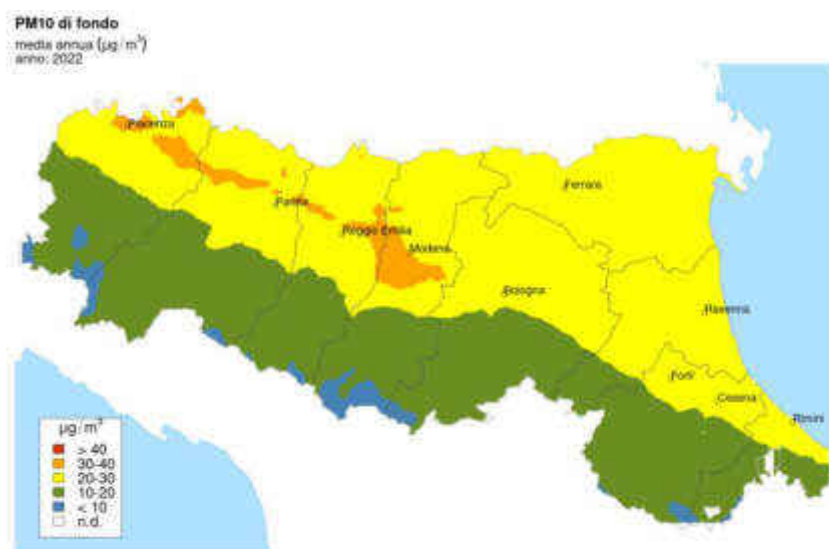 PM10 di fondo
media annua (µg/m³)
anno: 2022
Piacenza
Parma
Reggio Emilia
Modena
Ferrara
Bologna
Ravenna
Forlì
Cesena
Rimini
µg/m³
> 40
30-40
20-30
10-20
< 10
n.d.